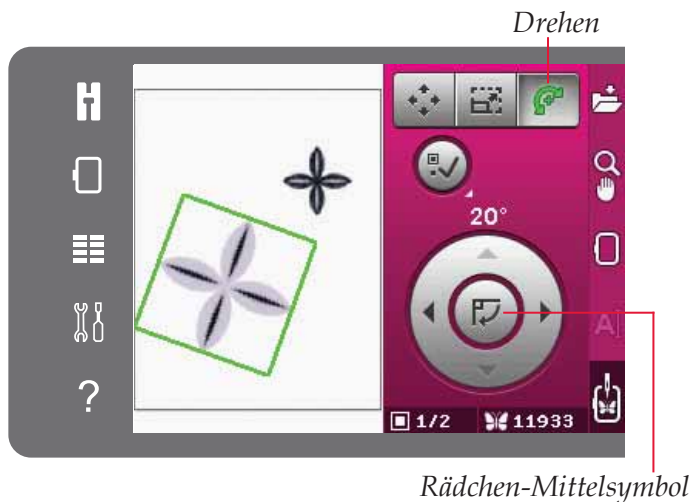 Drehen
20°
A
1/2 11933
?
Rädchen-Mittelsymbol